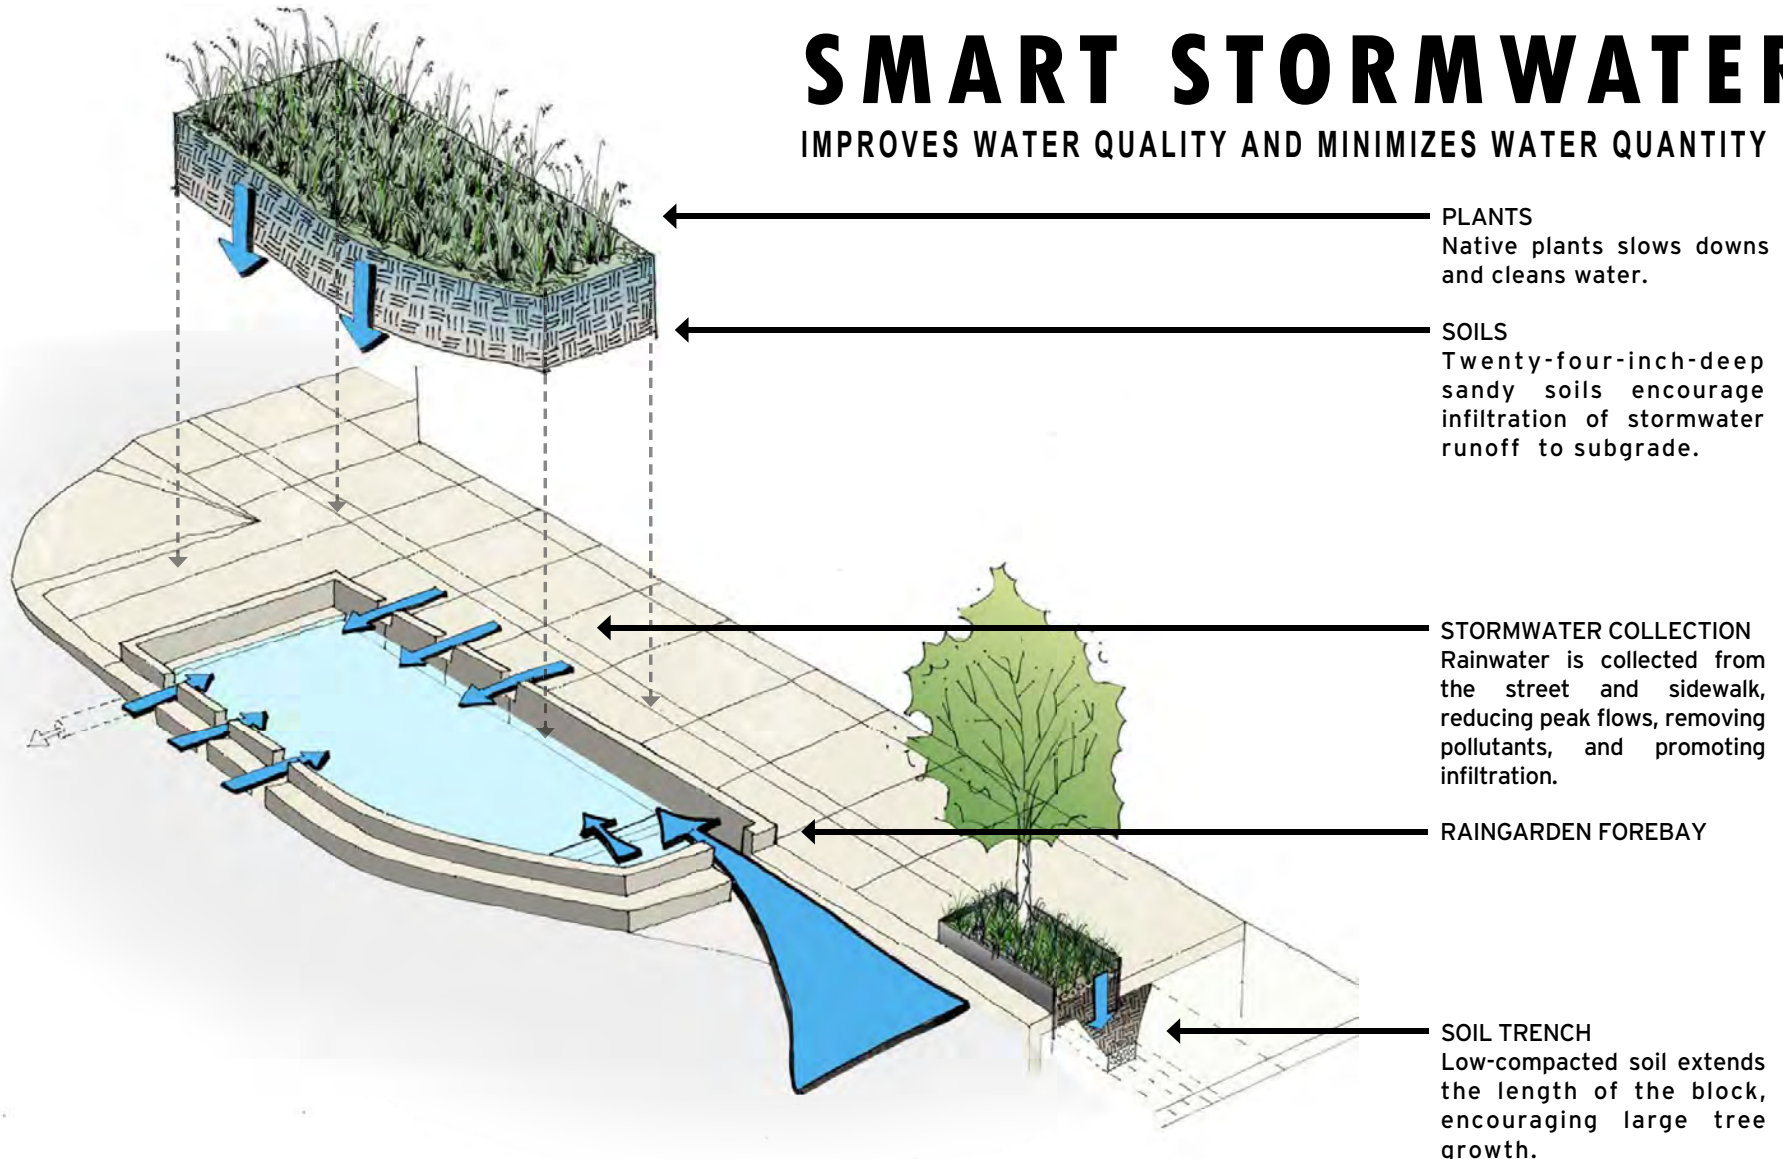 SMART STORMWATER
IMPROVES WATER QUALITY AND MINIMIZES WATER QUANTITY
PLANTS
Native plants slows downs
and cleans water.
SOILS
Twenty-four-inch-deep
sandy soils encourage
infiltration of stormwater
runoff to subgrade.
STORMWATER COLLECTION
Rainwater is collected from
the street and sidewalk,
reducing peak flows, removing
pollutants, and promoting
infiltration.
RAINGARDEN FOREBAY
SOIL TRENCH
Low-compacted soil extends
the length of the block,
encouraging large tree
growth.